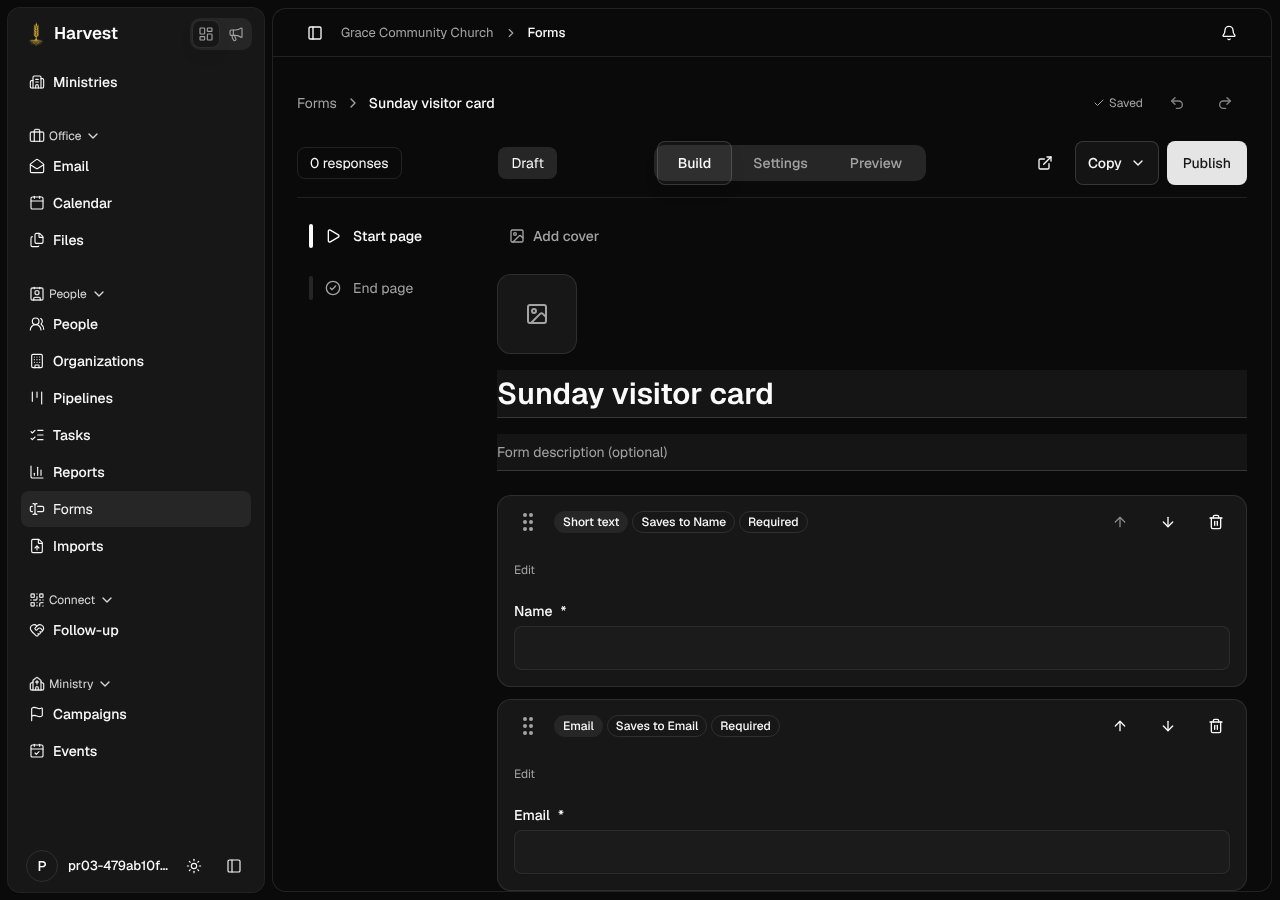 Harvest
Ministries
Office
Email
Calendar
Files
People
People
Organizations
Pipelines
Tasks
Reports
Forms
Imports
Connect
Follow-up
Ministry
Campaigns
Events
P pr03-479ab10f...
Grace Community Church > Forms
Forms > Sunday visitor card
Saved
0 responses Draft Build Settings Preview Copy Publish
Start page
End page
Add cover
Sunday visitor card
Form description (optional)
Short text Saves to Name Required
Edit
Name *
Email Saves to Email Required
Edit
Email *